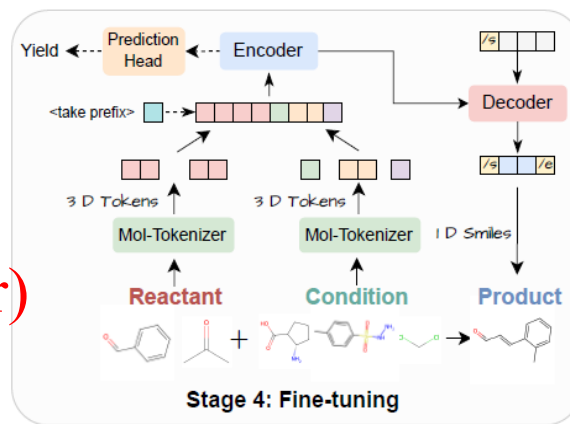 Yield
Prediction Head
Encoder
/s
<take prefix>
Decoder
/s
/e
3 D Tokens
3 D Tokens
Mol-Tokenizer
Mol-Tokenizer
1 D Smiles
r)
Reactant
Condition
Product
+
Stage 4: Fine-tuning